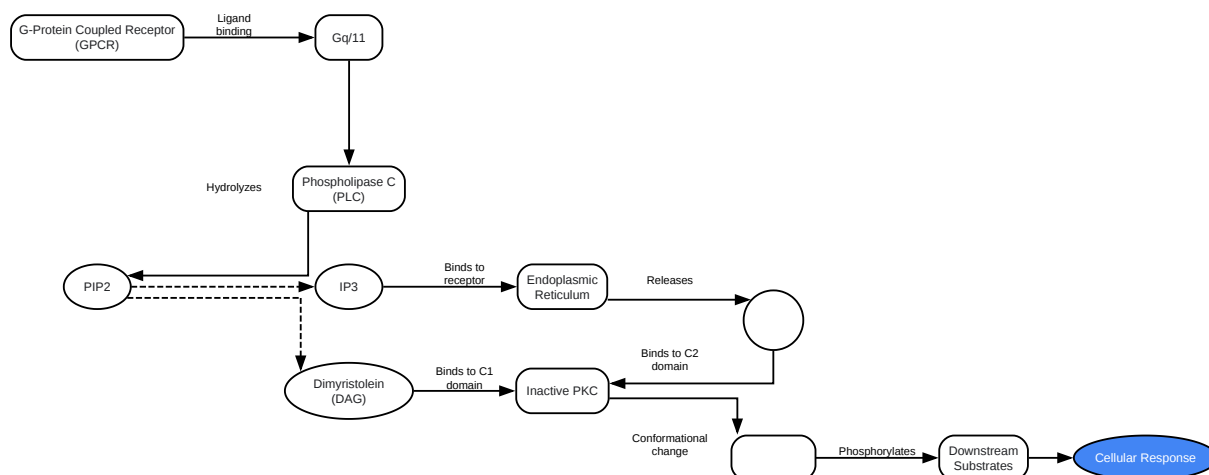 G-Protein Coupled Receptor
(GPCR)
Ligand
binding
Gq/11
Hydrolyzes
Phospholipase C
(PLC)
PIP2
IP3
Binds to
receptor
Endoplasmic
Reticulum
Releases
Dimyristolein
(DAG)
Binds to C1
domain
Inactive PKC
Binds to C2
domain
Conformational
change
Phosphorylates
Downstream
Substrates
Cellular Response